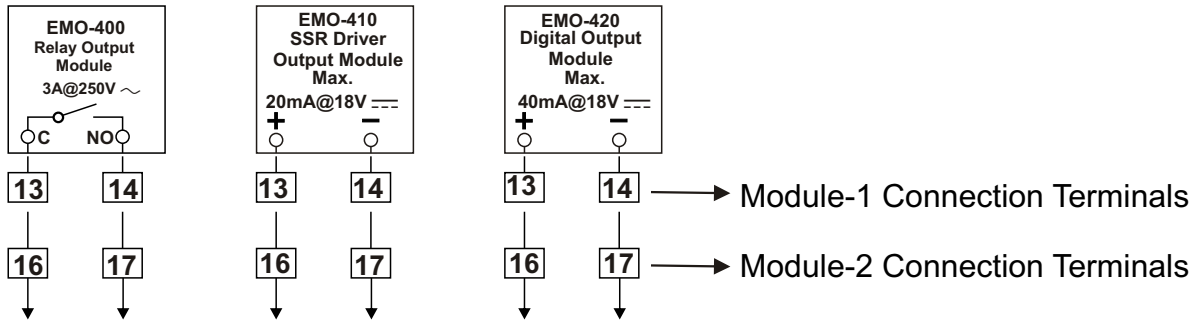 EMO-400
Relay Output
Module
3A@250V
C NO
13 14
16 17
EMO-410
SSR Driver
Output Module
Max.
20mA@18V
+ −
13 14
16 17
EMO-420
Digital Output
Module
Max.
40mA@18V
+ −
13 14
16 17
Module-1 Connection Terminals
Module-2 Connection Terminals